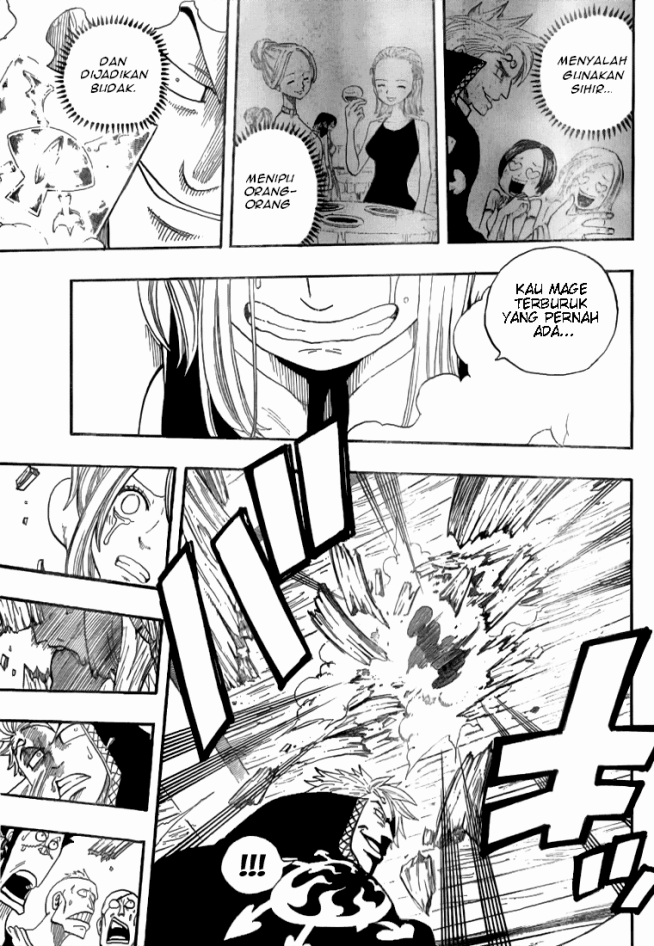 MENYALAH
GUNAKAN
SIHIR...
MENIPU
ORANG-
ORANG
DAN
DIJADIKAN
BUDAK.
KAU MAGE
TERBURUK
YANG PERNAH
ADA...
!!!